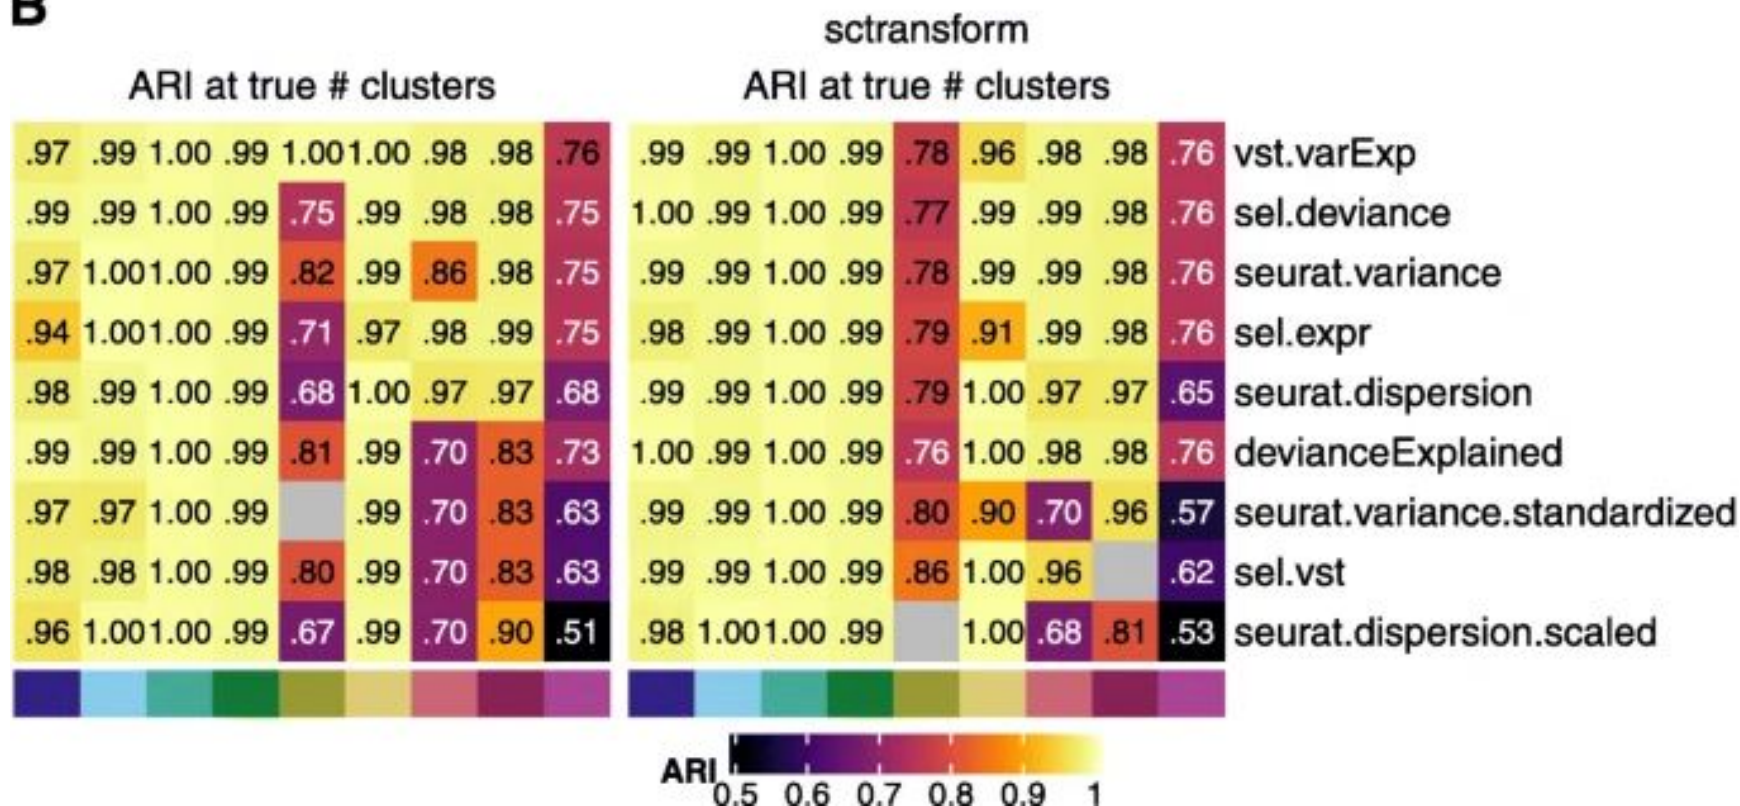 B
sctransform
ARI at true # clusters ARI at true # clusters
.97 .99 1.00 .99 1.00 1.00 .98 .98 .76 .99 .99 1.00 .99 .78 .96 .98 .98 .76 vst.varExp
.99 .99 1.00 .99 .75 .99 .98 .98 .75 1.00 .99 1.00 .99 .77 .99 .99 .98 .76 sel.deviance
.97 1.00 1.00 .99 .82 .99 .86 .98 .75 .99 .99 1.00 .99 .78 .99 .99 .98 .76 seurat.variance
.94 1.00 1.00 .99 .71 .97 .98 .99 .75 .98 .99 1.00 .99 .79 .91 .99 .98 .76 sel.expr
.98 .99 1.00 .99 .68 1.00 .97 .97 .68 .99 .99 1.00 .99 .79 1.00 .97 .97 .65 seurat.dispersion
.99 .99 1.00 .99 .81 .99 .70 .83 .73 1.00 .99 1.00 .99 .76 1.00 .98 .98 .76 devianceExplained
.97 .97 1.00 .99 .99 .70 .83 .63 .99 .99 1.00 .99 .80 .90 .70 .96 .57 seurat.variance.standardized
.98 .98 1.00 .99 .80 .99 .70 .83 .63 .99 .99 1.00 .99 .86 1.00 .96 .62 sel.vst
.96 1.00 1.00 .99 .67 .99 .70 .90 .51 .98 1.00 1.00 .99 1.00 .68 .81 .53 seurat.dispersion.scaled
ARI
0.5 0.6 0.7 0.8 0.9 1